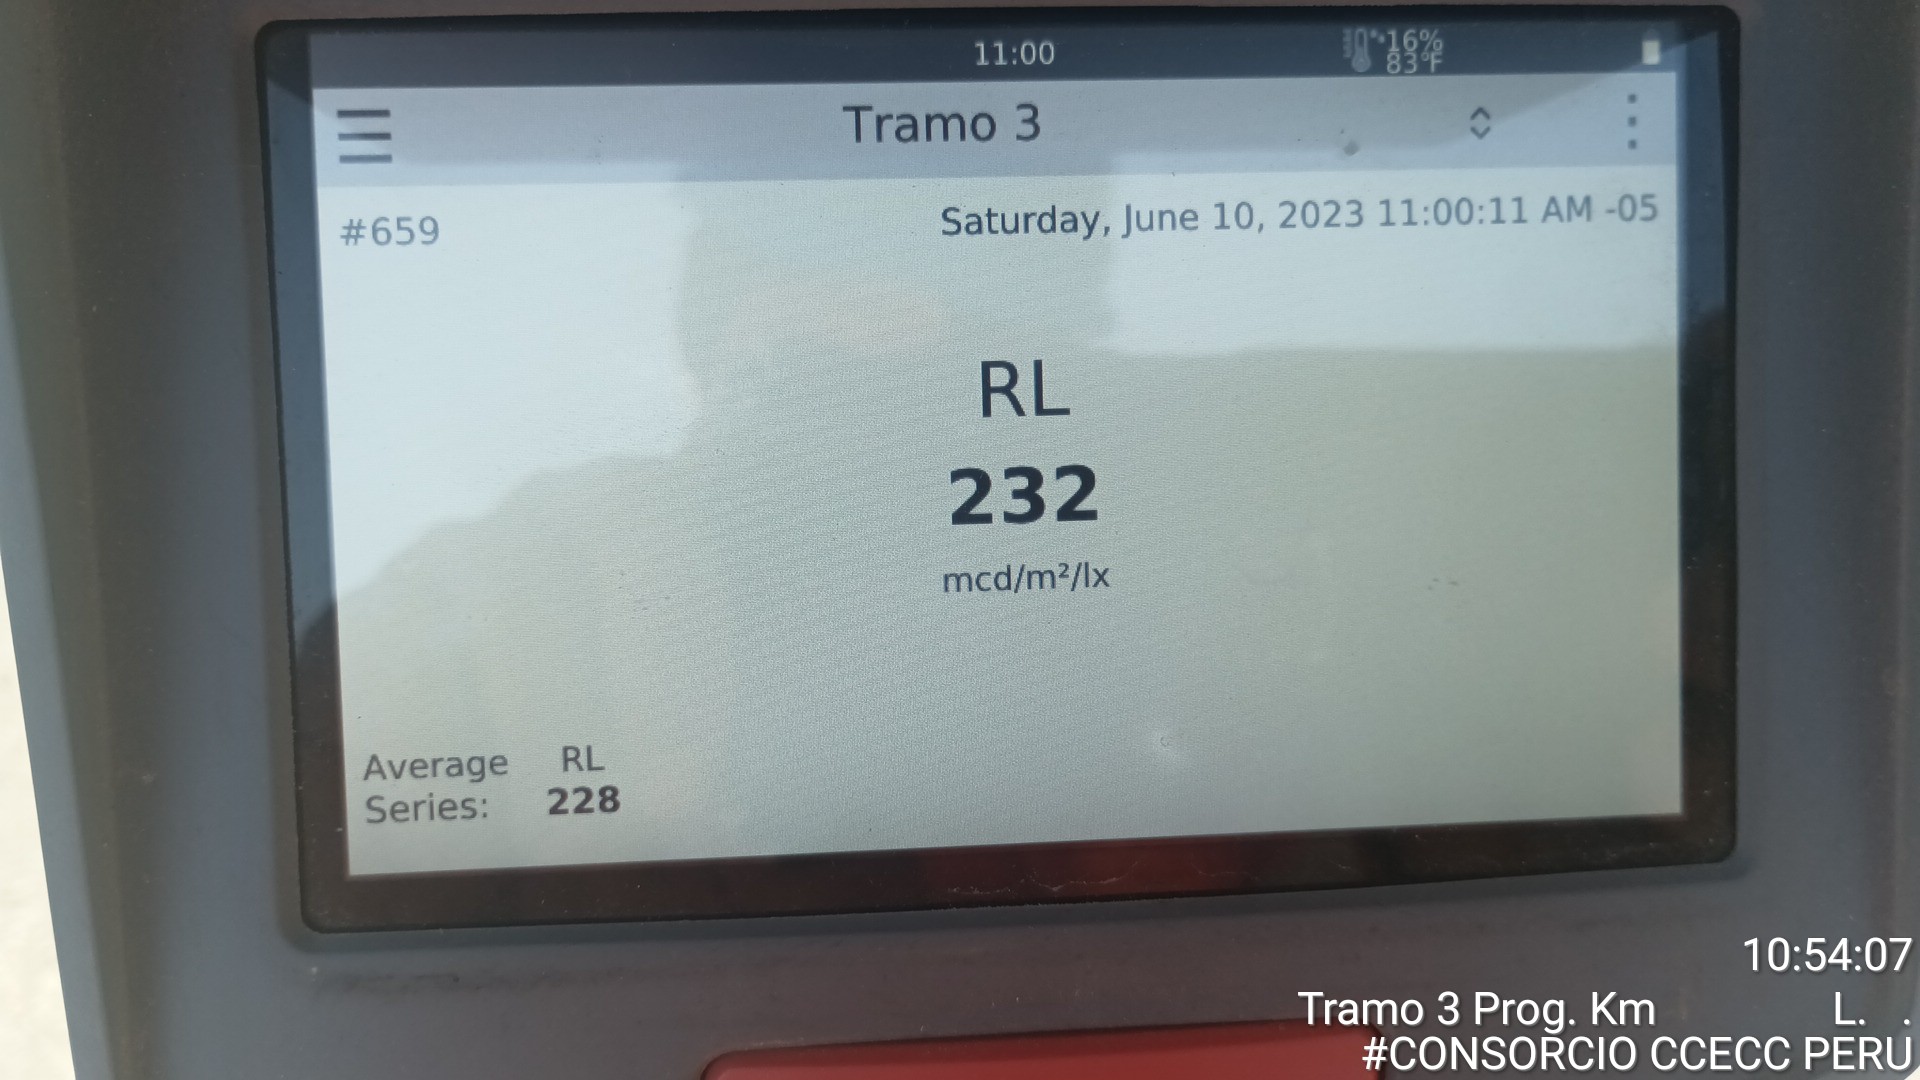 11:00
16%
83°F
Tramo 3
#659
Saturday, June 10, 2023 11:00:11 AM -05
RL
232
mcd/m²/lx
Average RL
Series: 228
10:54:07
Tramo 3 Prog. Km L. .
#CONSORCIO CCECC PERU